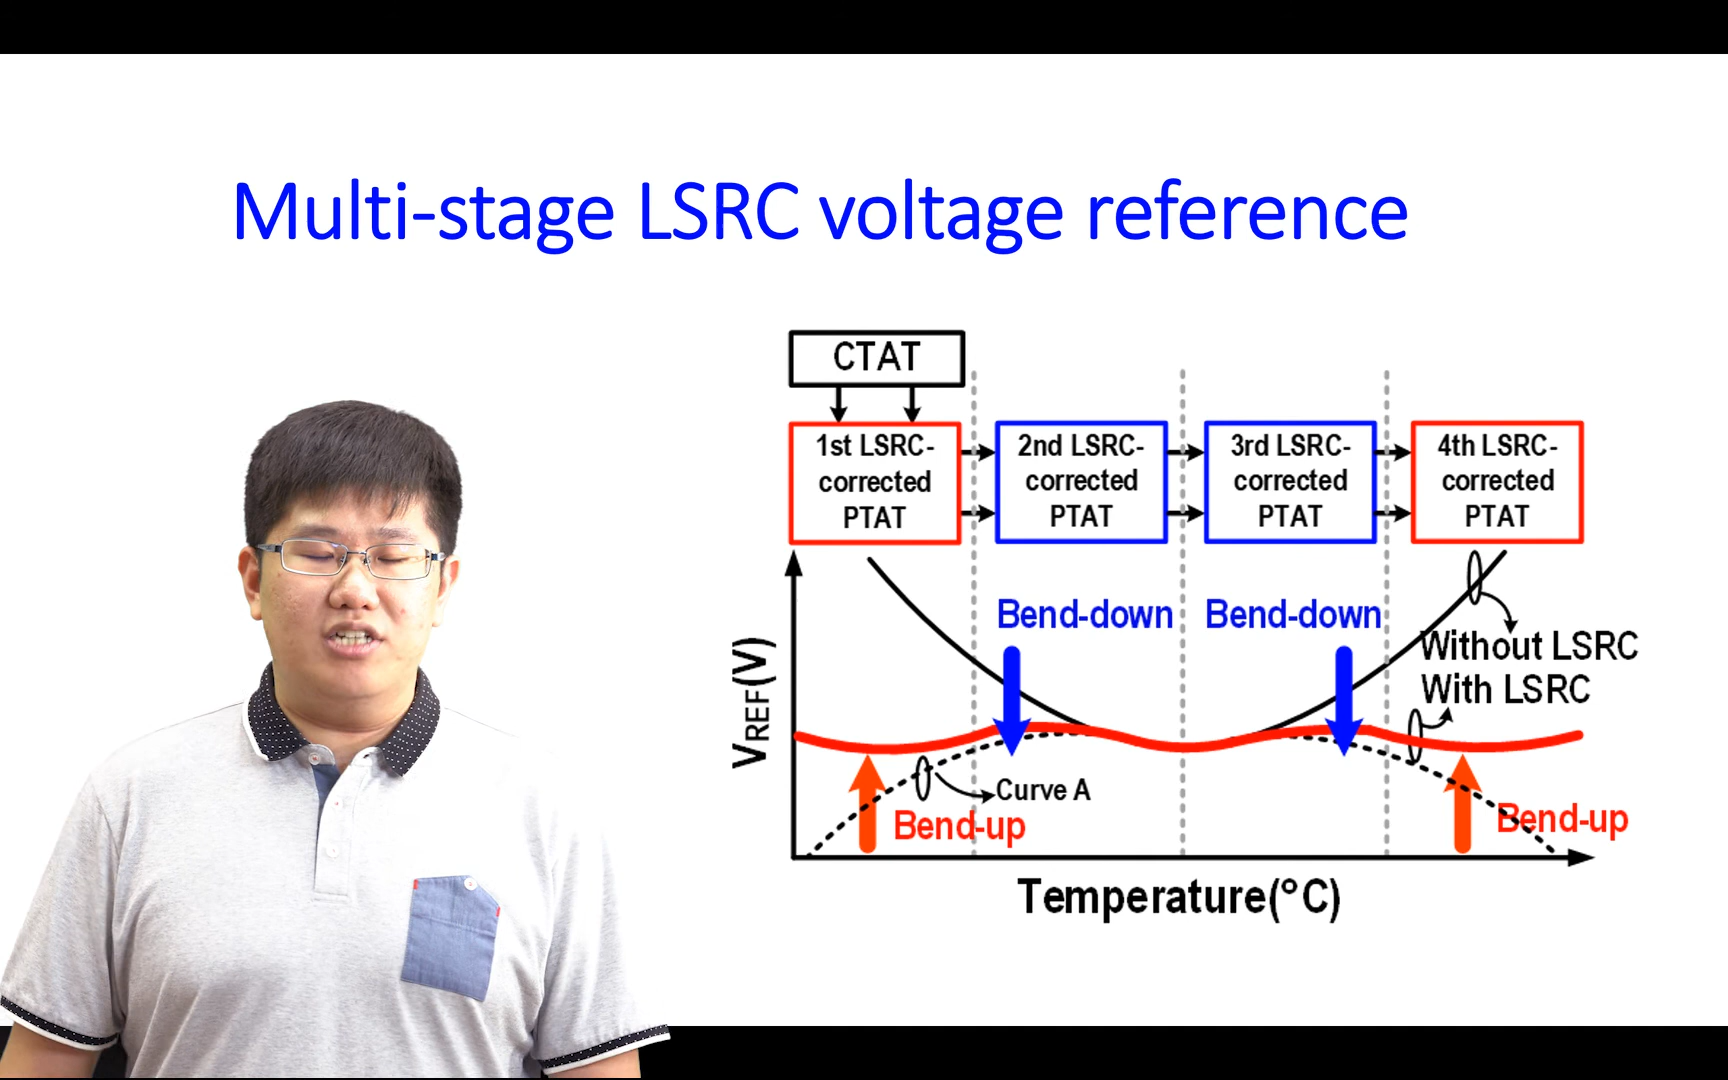 Multi-stage LSRC voltage reference
CTAT
1st LSRC-
corrected
PTAT
2nd LSRC-
corrected
PTAT
3rd LSRC-
corrected
PTAT
4th LSRC-
corrected
PTAT
Bend-down
Bend-down
Without LSRC
With LSRC
VREF(V)
Curve A
Bend-up
Bend-up
Temperature(°C)